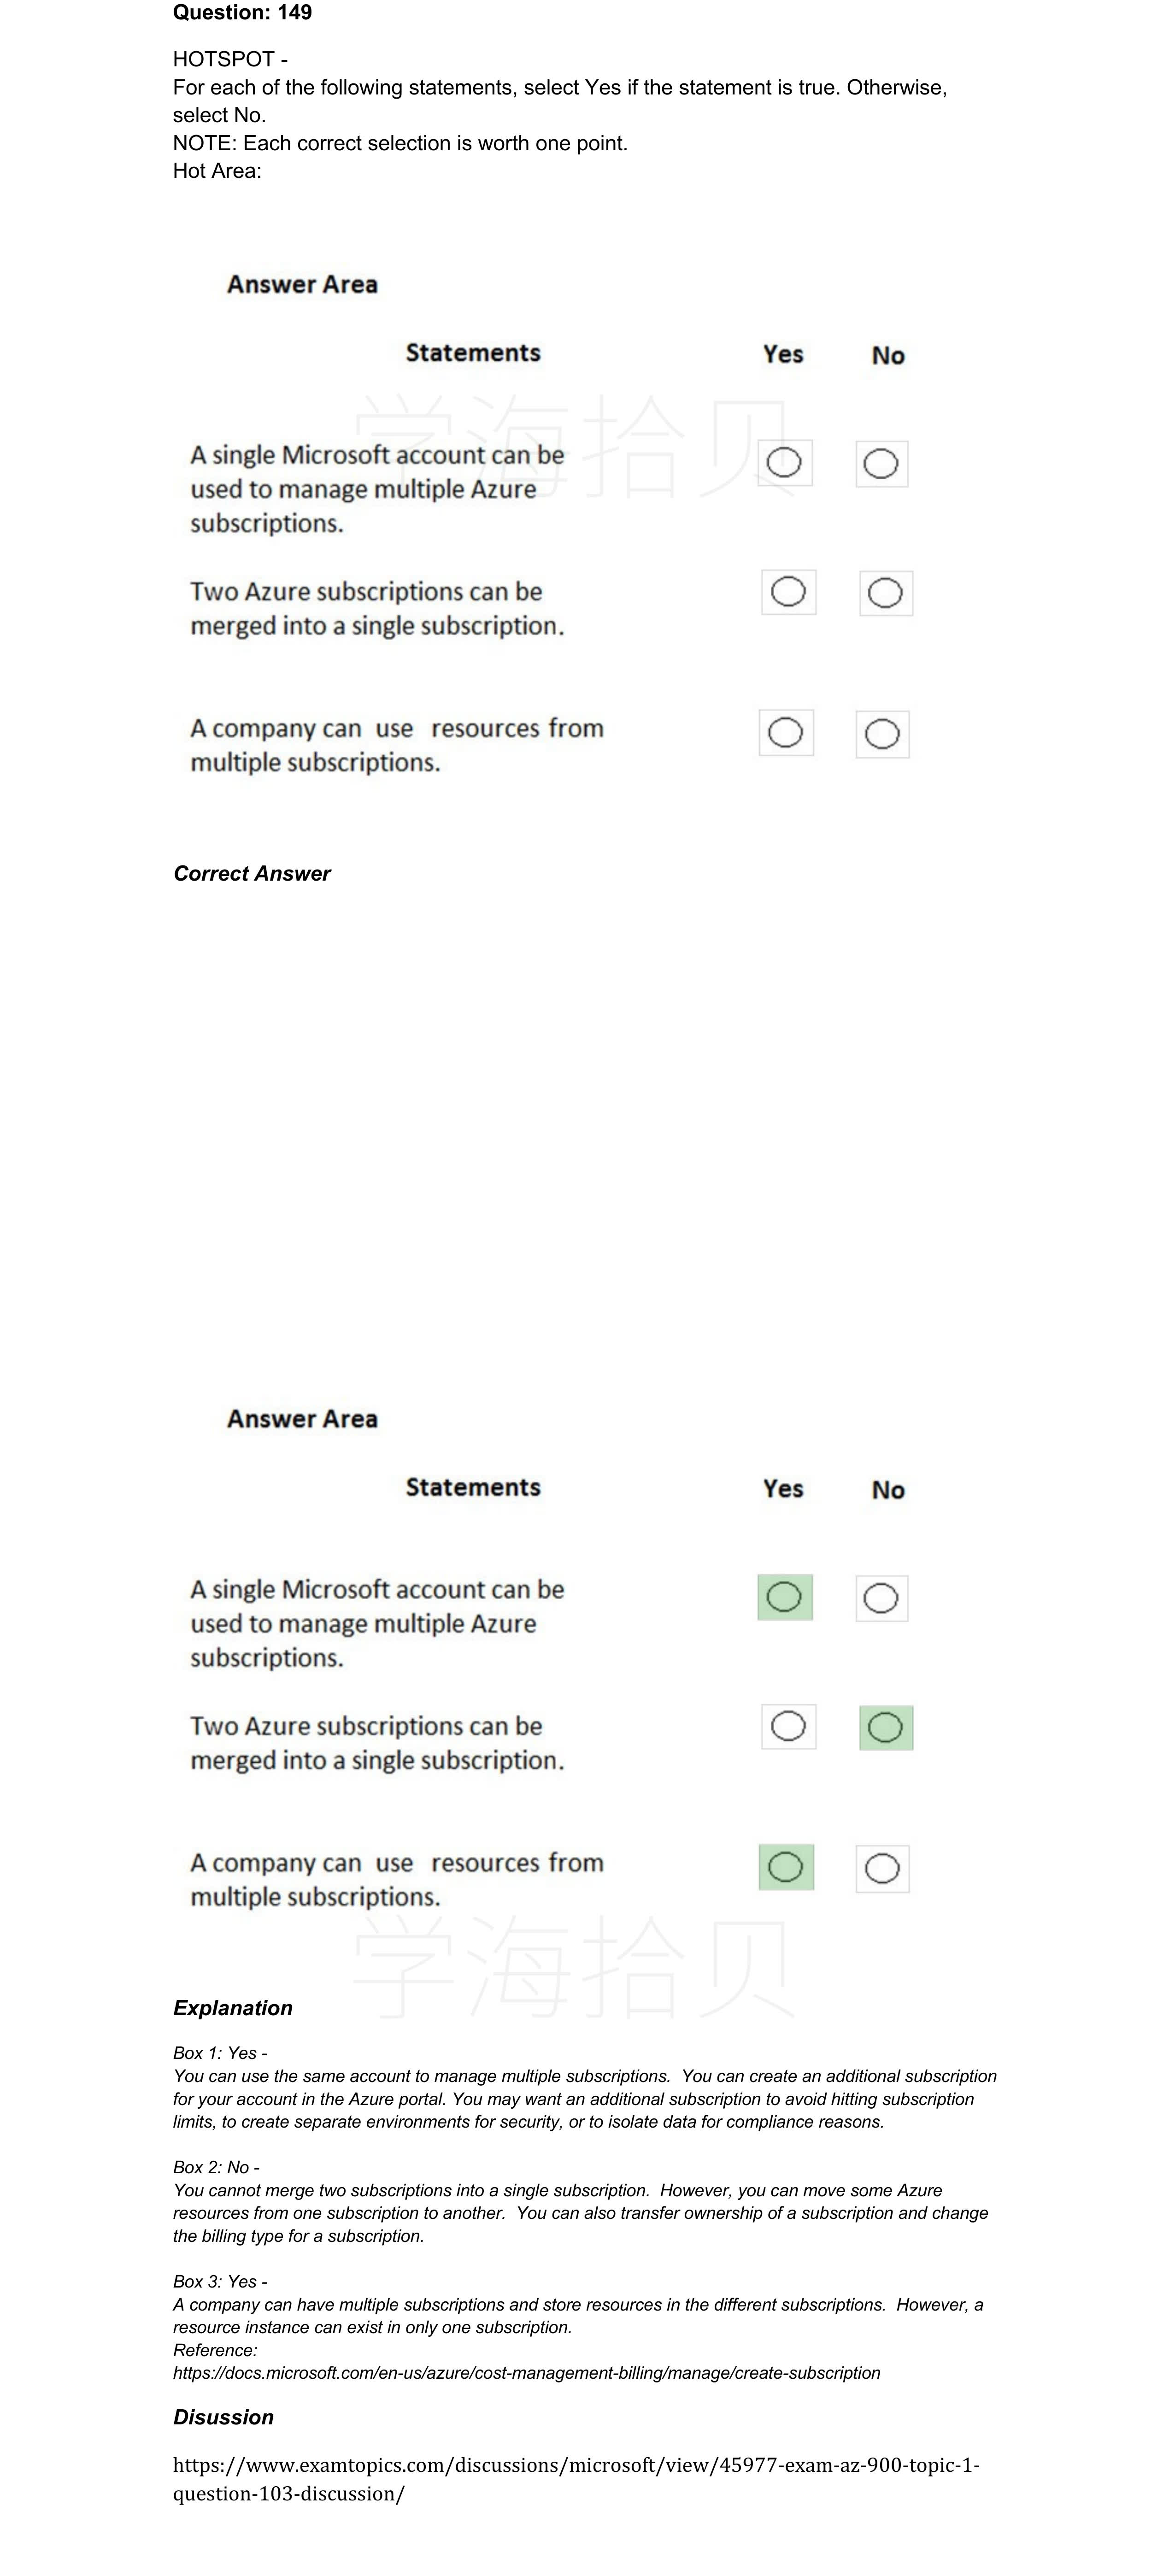 Question: 149
HOTSPOT -
For each of the following statements, select Yes if the statement is true. Otherwise,
select No.
NOTE: Each correct selection is worth one point.
Hot Area:
Answer Area
Statements Yes No
学海拾贝
A single Microsoft account can be
used to manage multiple Azure
subscriptions.
Two Azure subscriptions can be
merged into a single subscription.
A company can use resources from
multiple subscriptions.
Correct Answer
Answer Area
Statements Yes No
A single Microsoft account can be
used to manage multiple Azure
subscriptions.
Two Azure subscriptions can be
merged into a single subscription.
A company can use resources from
multiple subscriptions.
学海拾贝
Explanation
Box 1: Yes -
You can use the same account to manage multiple subscriptions. You can create an additional subscription
for your account in the Azure portal. You may want an additional subscription to avoid hitting subscription
limits, to create separate environments for security, or to isolate data for compliance reasons.
Box 2: No -
You cannot merge two subscriptions into a single subscription. However, you can move some Azure
resources from one subscription to another. You can also transfer ownership of a subscription and change
the billing type for a subscription.
Box 3: Yes -
A company can have multiple subscriptions and store resources in the different subscriptions. However, a
resource instance can exist in only one subscription.
Reference:
https://docs.microsoft.com/en-us/azure/cost-management-billing/manage/create-subscription
Disussion
https://www.examtopics.com/discussions/microsoft/view/45977-exam-az-900-topic-1-
question-103-discussion/